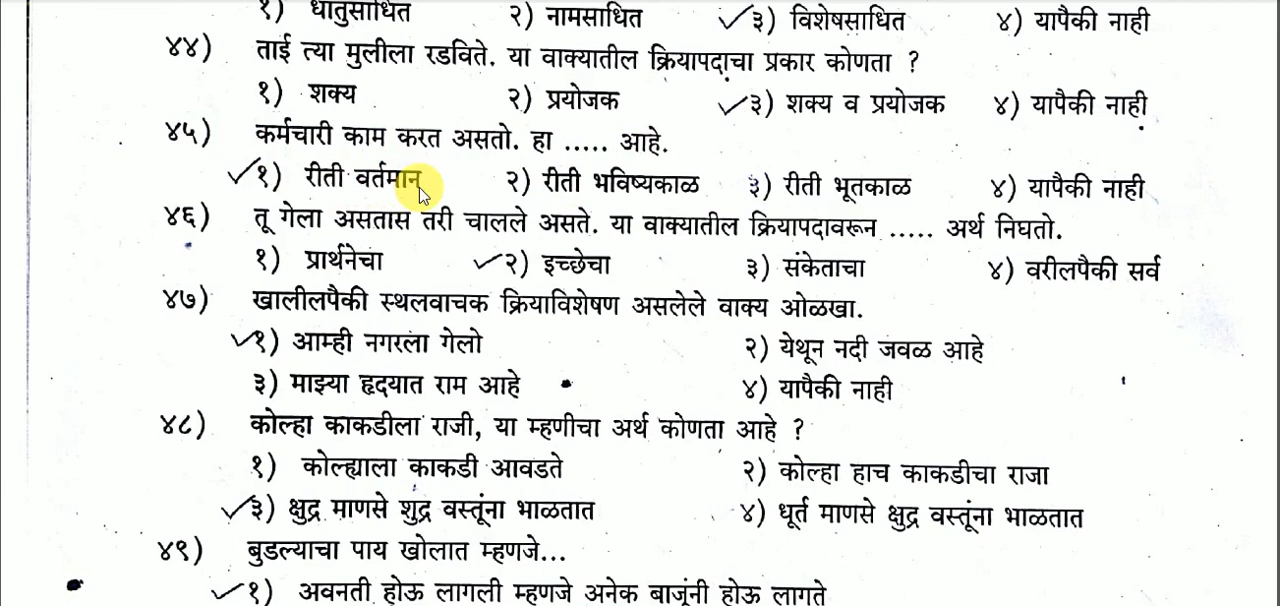 १) धातुसाधित २) नामसाधित ✓३) विशेषसाधित ४) यापैकी नाही
४४) ताई त्या मुलीला रडविते. या वाक्यातील क्रियापदाचा प्रकार कोणता ?
१) शक्य २) प्रयोजक ✓३) शक्य व प्रयोजक ४) यापैकी नाही
४५) कर्मचारी काम करत असतो. हा ..... आहे.
✓१) रीती वर्तमान २) रीती भविष्यकाळ ३) रीती भूतकाळ ४) यापैकी नाही
४६) तू गेला असतास तरी चालले असते. या वाक्यातील क्रियापदावरून ..... अर्थ निघतो.
१) प्रार्थनेचा ✓२) इच्छेचा ३) संकेताचा ४) वरीलपैकी सर्व
४७) खालीलपैकी स्थलवाचक क्रियाविशेषण असलेले वाक्य ओळखा.
✓१) आम्ही नगरला गेलो २) येथून नदी जवळ आहे
३) माझ्या हृदयात राम आहे ४) यापैकी नाही
४८) कोल्हा काकडीला राजी, या म्हणीचा अर्थ कोणता आहे ?
१) कोल्ह्याला काकडी आवडते २) कोल्हा हाच काकडीचा राजा
✓३) क्षुद्र माणसे शुद्र वस्तूंना भाळतात ४) धूर्त माणसे क्षुद्र वस्तूंना भाळतात
४९) बुडत्याचा पाय खोलात म्हणजे...
✓१) अवनती होऊ लागली म्हणजे अनेक बाजूंनी होऊ लागते